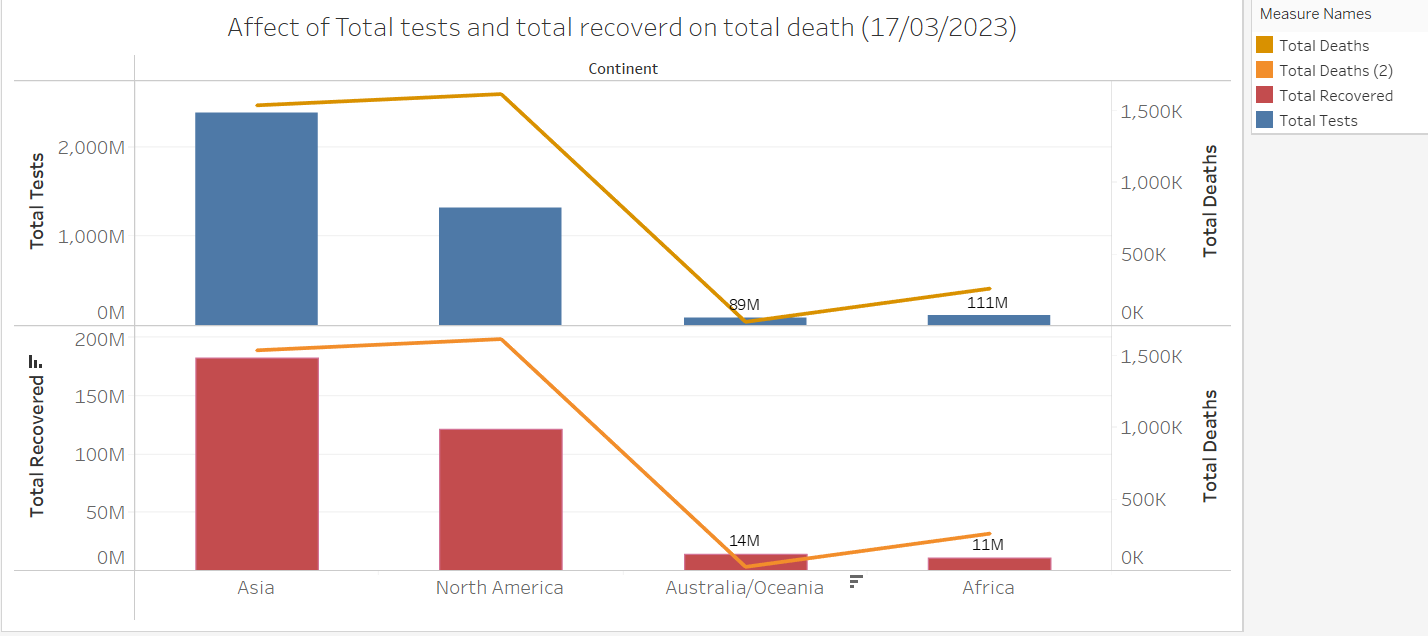 Affect of Total tests and total recoverd on total death (17/03/2023)
Continent
Total Tests
2,000M
1,000M
0M
89M
111M
1,500K
1,000K
500K
0K
Total Deaths
Total Recovered
200M
150M
100M
50M
0M
14M
11M
1,500K
1,000K
500K
0K
Total Deaths
Asia
North America
Australia/Oceania
Africa
Measure Names
Total Deaths
Total Deaths (2)
Total Recovered
Total Tests